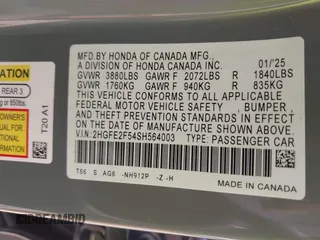 MFD. BY HONDA OF CANADA MFG.,
A DIVISION OF HONDA CANADA INC. 01/'25
GVWR 3880LBS GAWR F 2072LBS R 1840LBS
GVWR 1760KG GAWR F 940KG R 835KG
THIS VEHICLE CONFORMS TO ALL APPLICABLE
FEDERAL MOTOR VEHICLE SAFETY, BUMPER,
AND THEFT PREVENTION STANDARDS IN EFFECT
ON THE DATE OF MANUFACTURE SHOWN ABOVE.
V.I.N:2HGFE2F54SH564003 TYPE:PASSENGER CAR
T66 S AG6 -NH912P -Z-H
MADE IN CANADA
REAR 3
T20 A1